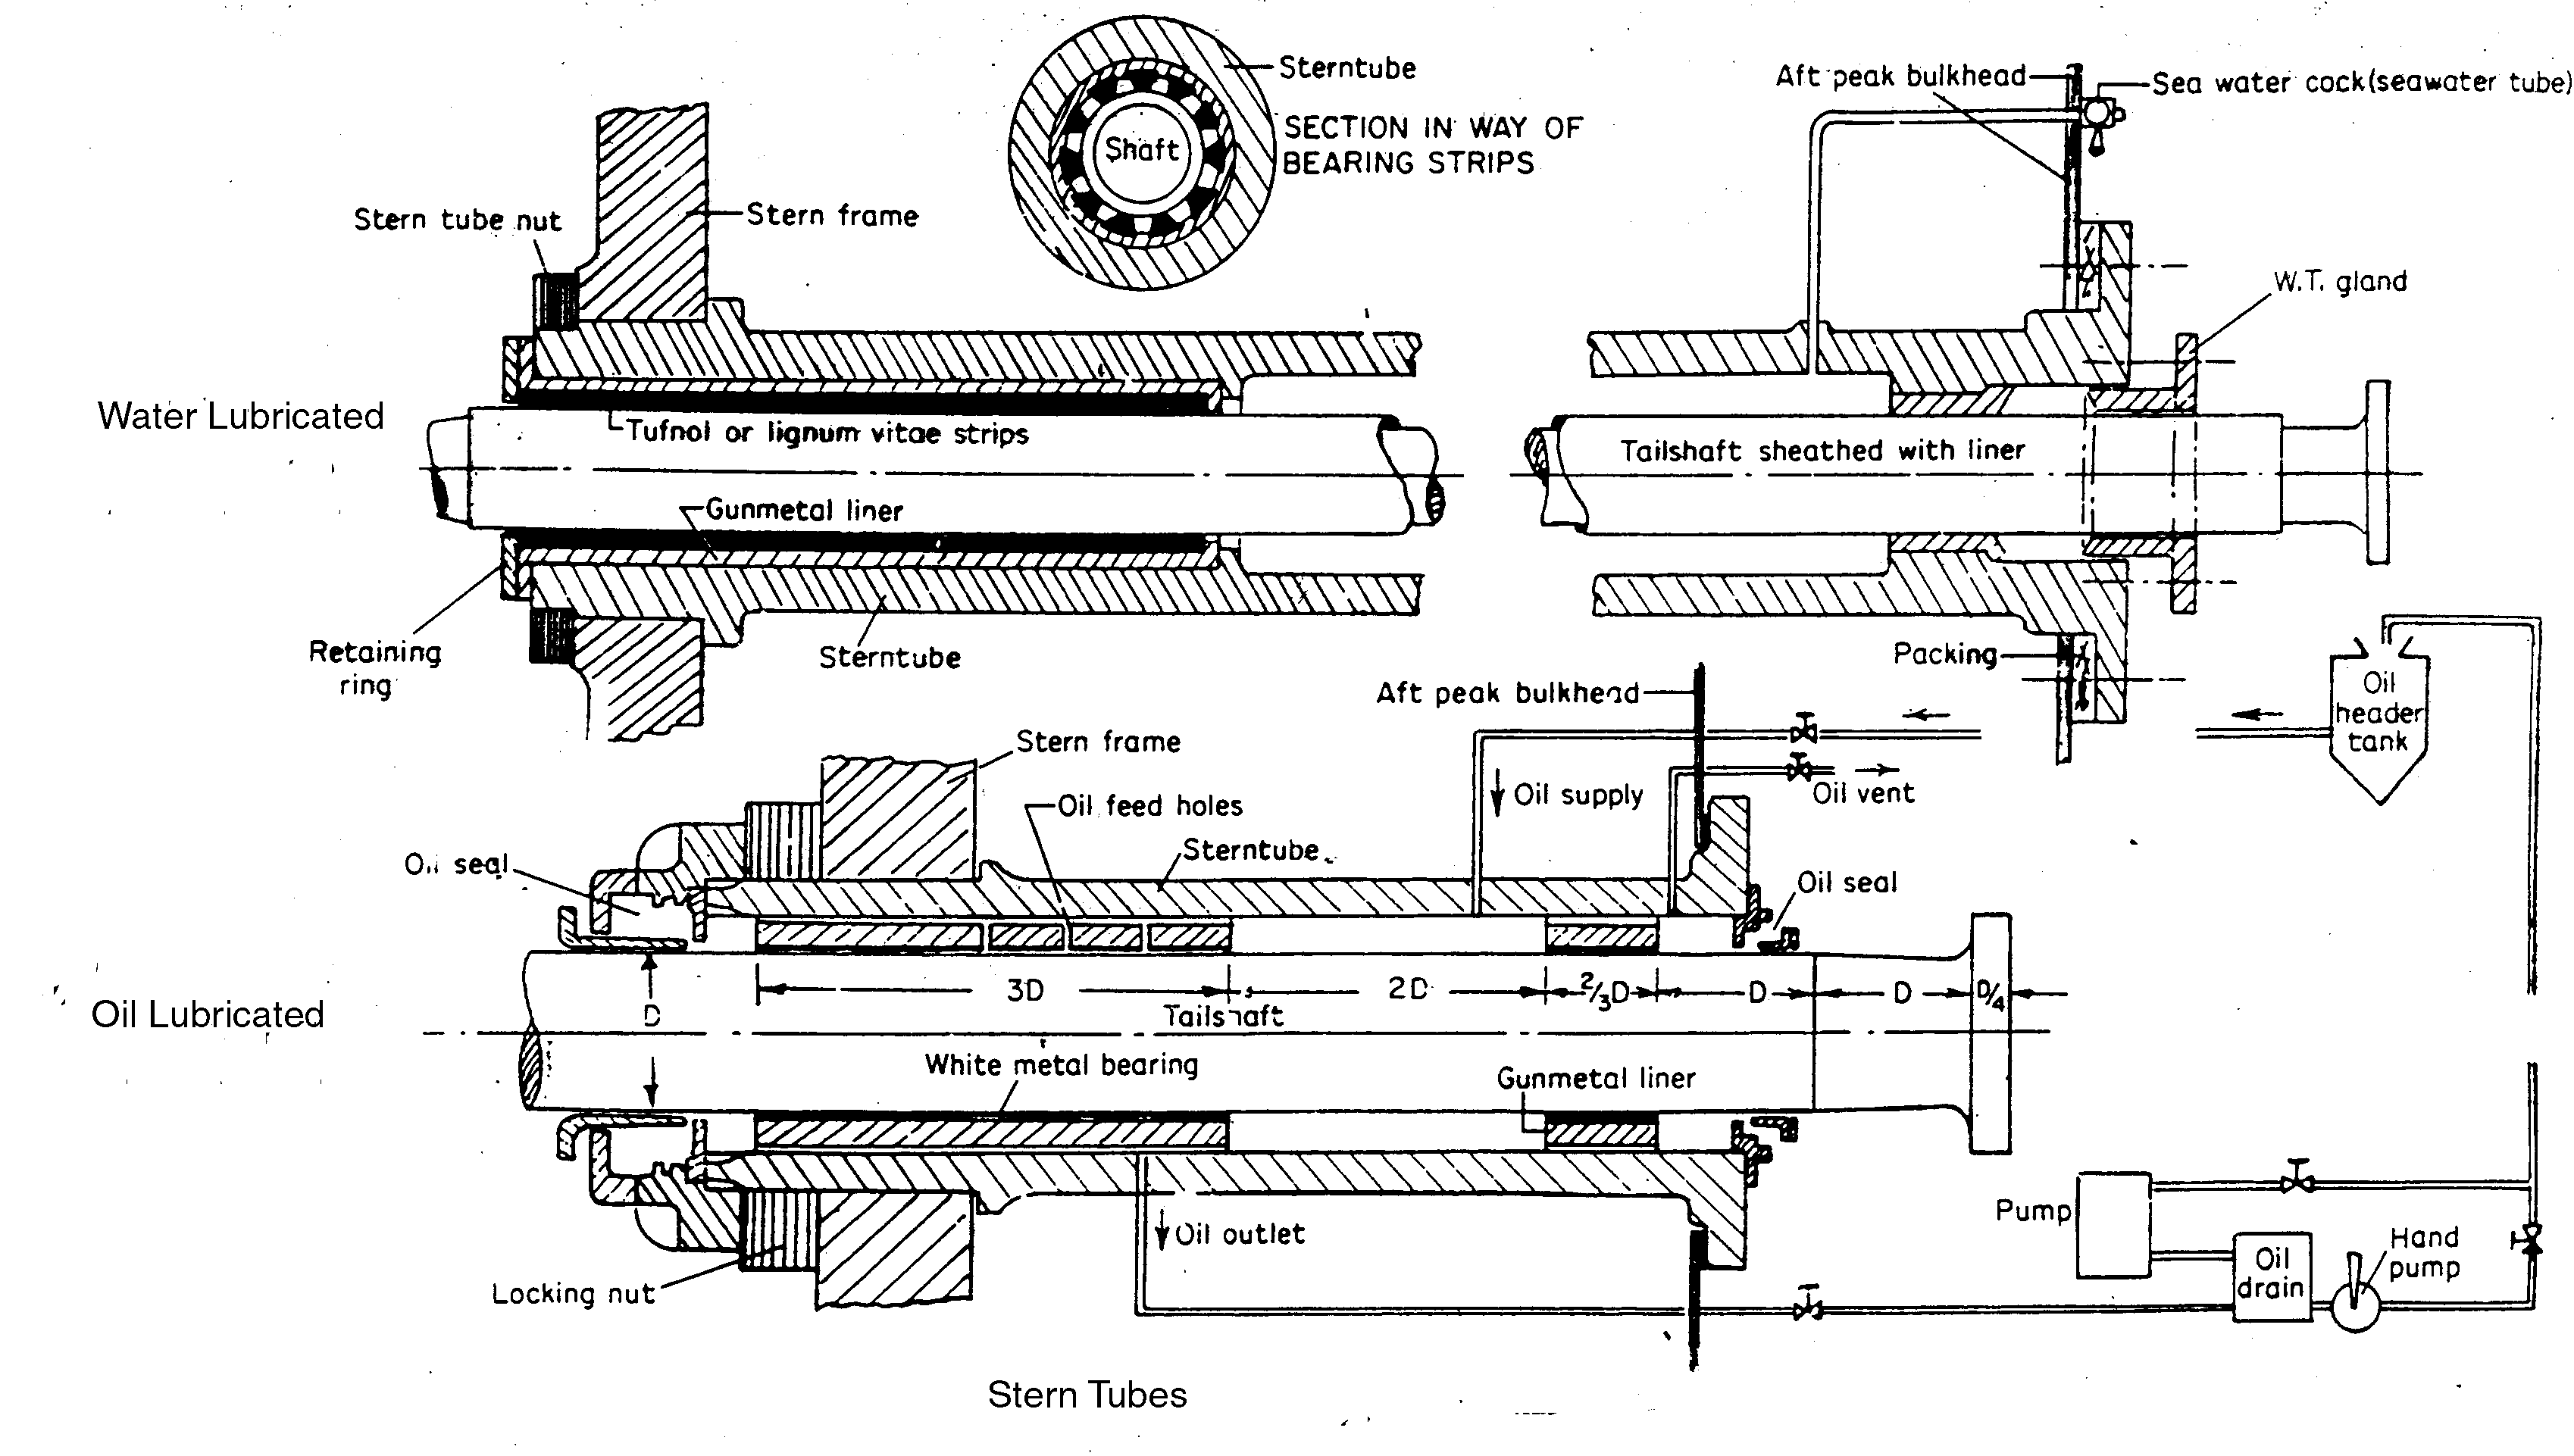 Sterntube
Shaft
SECTION IN WAY OF
BEARING STRIPS
Aft peak bulkhead
Sea water cock(seawater tube)
Stern tube nut
Stern frame
W.T. gland
Water Lubricated
Tufnol or lignum vitae strips
Tailshaft sheathed with liner
Gunmetal liner
Retaining
ring
Sterntube
Packing
Aft peak bulkhead
Oil
header
tank
Stern frame
Oil feed holes
Oil supply
Oil vent
Oil seal
Sterntube
Oil seal
3D
2D
2/3D
D
D
D/4
Oil Lubricated
D
Tailshaft
White metal bearing
Gunmetal liner
Pump
Oil outlet
Hand
pump
Oil
drain
Locking nut
Stern Tubes